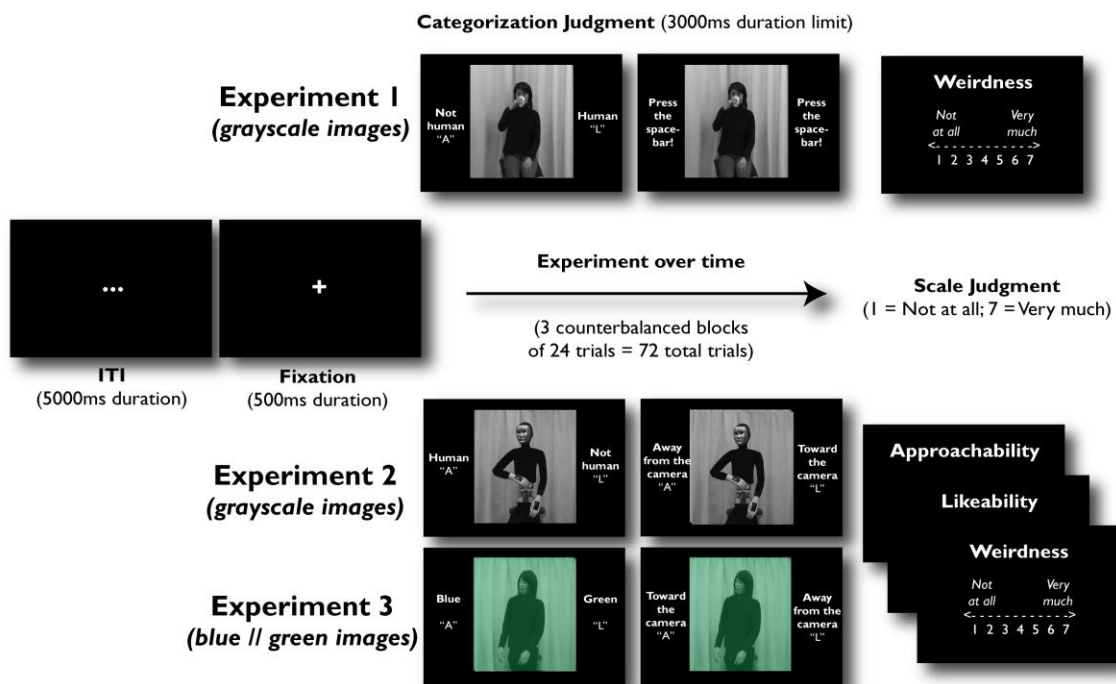 Categorization Judgment (3000ms duration limit)
Experiment 1
(grayscale images)
Not
human
"A"
Human
"L"
Press
the
space-
bar!
Press
the
space-
bar!
Weirdness
Not
at all
Very
much
<- - - - - - - - - - - - - - ->
1 2 3 4 5 6 7
...
+
Experiment over time
(3 counterbalanced blocks
of 24 trials = 72 total trials)
Scale Judgment
(1 = Not at all; 7 = Very much)
ITI
(5000ms duration)
Fixation
(500ms duration)
Experiment 2
(grayscale images)
Human
"A"
Not
human
"L"
Away
from the
camera
"A"
Toward
the
camera
"L"
Approachability
Likeability
Weirdness
Not
at all
Very
much
<- - - - - - - - - - - - - - ->
1 2 3 4 5 6 7
Experiment 3
(blue // green images)
Blue
"A"
Green
"L"
Toward
the
camera
"A"
Away
from the
camera
"L"